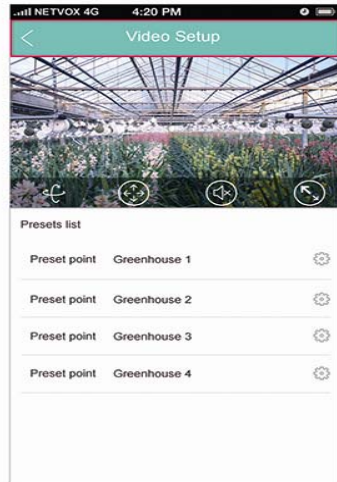 NETVOX 4G 4:20 PM
Video Setup
Presets list
Preset point Greenhouse 1
Preset point Greenhouse 2
Preset point Greenhouse 3
Preset point Greenhouse 4